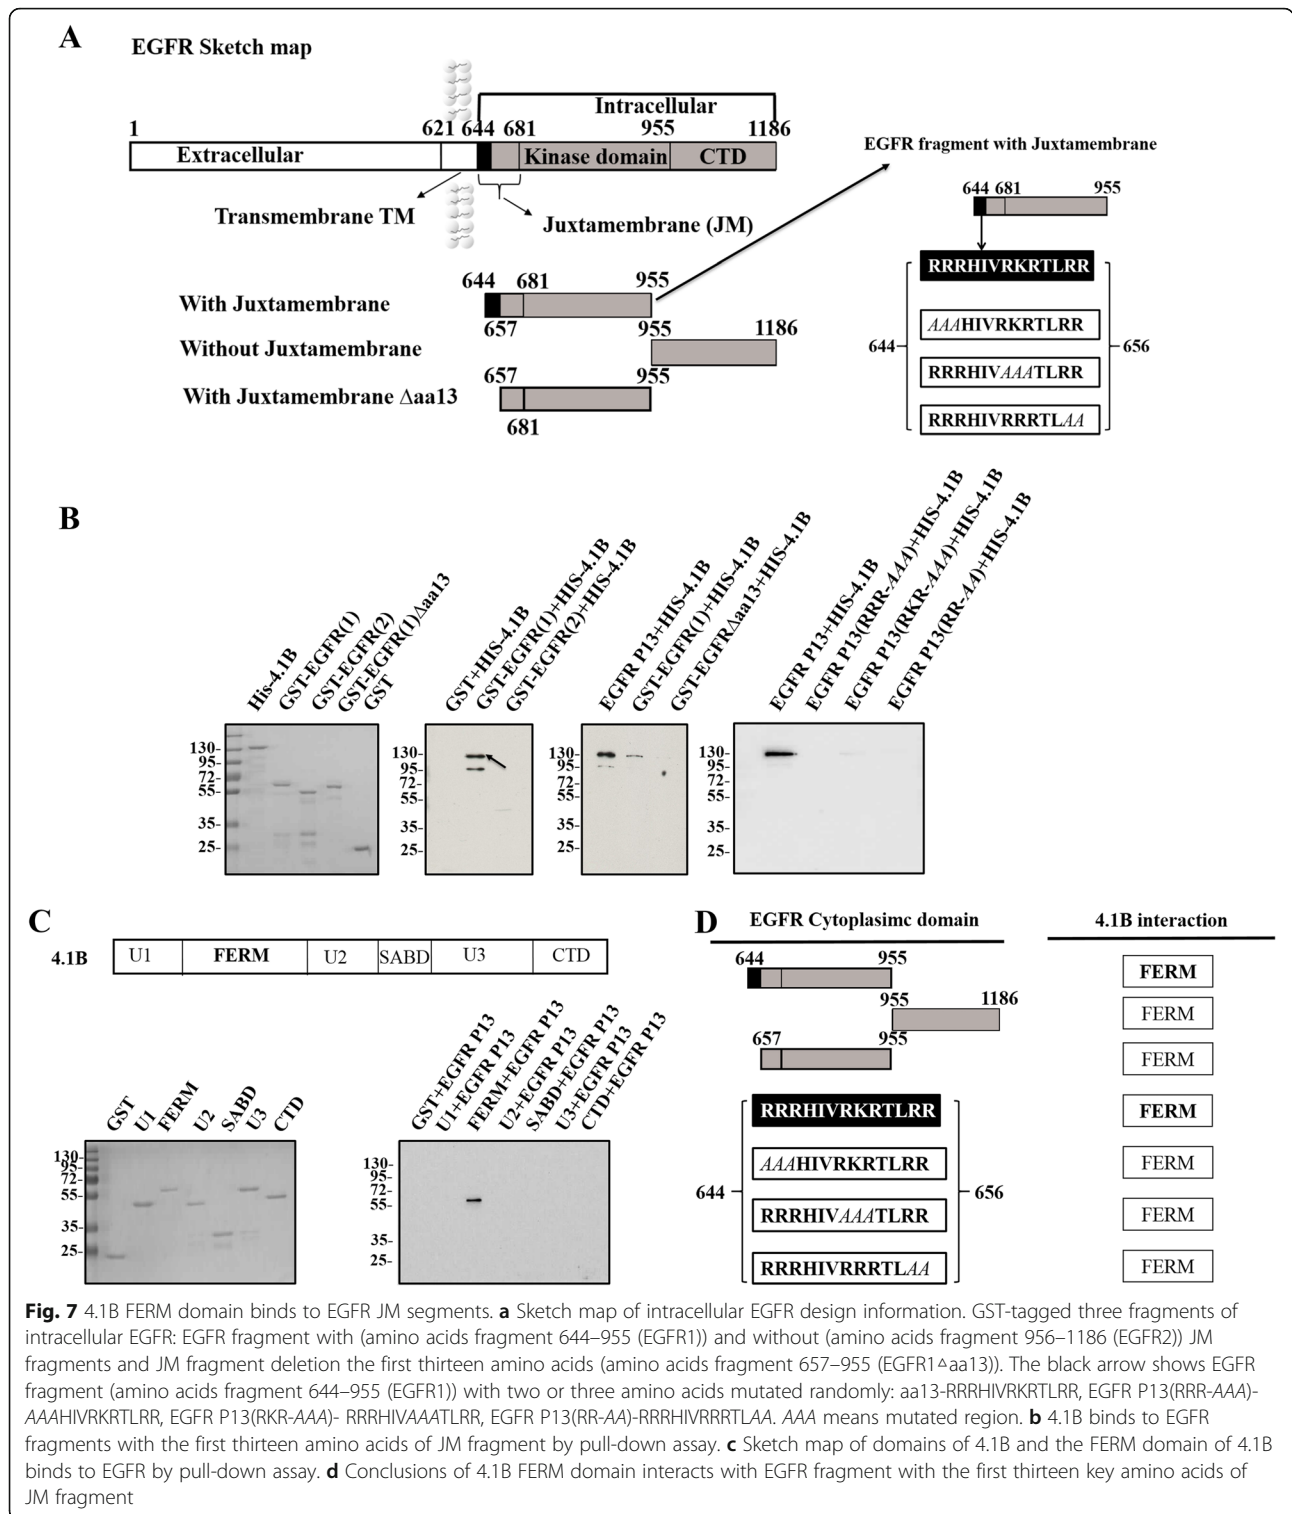 A
EGFR Sketch map
Intracellular
1 621 644 681 955 1186
Extracellular Kinase domain CTD
Transmembrane TM
Juxtamembrane (JM)
EGFR fragment with Juxtamembrane
644 681 955
RRRHIVRKRTLRR
AAAHIVRKRTLRR
644 656
RRRHIVAAATLRR
RRRHIVRRRTLAA
644 681 955
With Juxtamembrane
657 955 1186
Without Juxtamembrane
657 955
With Juxtamembrane Δaa13
681
B
His-4.1B
GST-EGFR(1)
GST-EGFR(2)
GST-EGFR(1)Δaa13
GST
130-
95-
72-
55-
35-
25-
GST+HIS-4.1B
GST-EGFR(1)+HIS-4.1B
GST-EGFR(2)+HIS-4.1B
130-
95-
72-
55-
35-
25-
EGFR P13+HIS-4.1B
GST-EGFR(1)+HIS-4.1B
GST-EGFRΔaa13+HIS-4.1B
130-
95-
72-
55-
35-
25-
EGFR P13+HIS-4.1B
EGFR P13(RRR-AAA)+HIS-4.1B
EGFR P13(RKR-AAA)+HIS-4.1B
EGFR P13(RR-AA)+HIS-4.1B
130-
95-
72-
55-
35-
25-
C
4.1B U1 FERM U2 SABD U3 CTD
GST
U1
FERM
U2
SABD
U3
CTD
130-
95-
72-
55-
35-
25-
GST+EGFR P13
U1+EGFR P13
FERM+EGFR P13
U2+EGFR P13
SABD+EGFR P13
U3+EGFR P13
CTD+EGFR P13
130-
95-
72-
55-
35-
25-
D
EGFR Cytoplasimc domain 4.1B interaction
644 955
FERM
955 1186
FERM
657 955
FERM
RRRHIVRKRTLRR FERM
AAAHIVRKRTLRR FERM
644 656
RRRHIVAAATLRR FERM
RRRHIVRRRTLAA FERM
Fig. 7 4.1B FERM domain binds to EGFR JM segments. a Sketch map of intracellular EGFR design information. GST-tagged three fragments of
intracellular EGFR: EGFR fragment with (amino acids fragment 644–955 (EGFR1)) and without (amino acids fragment 956–1186 (EGFR2)) JM
fragments and JM fragment deletion the first thirteen amino acids (amino acids fragment 657–955 (EGFR1△aa13)). The black arrow shows EGFR
fragment (amino acids fragment 644–955 (EGFR1)) with two or three amino acids mutated randomly: aa13-RRRHIVRKRTLRR, EGFR P13(RRR-AAA)-
AAAHIVRKRTLRR, EGFR P13(RKR-AAA)- RRRHIVAAATLRR, EGFR P13(RR-AA)-RRRHIVRRRTLAA. AAA means mutated region. b 4.1B binds to EGFR
fragments with the first thirteen amino acids of JM fragment by pull-down assay. c Sketch map of domains of 4.1B and the FERM domain of 4.1B
binds to EGFR by pull-down assay. d Conclusions of 4.1B FERM domain interacts with EGFR fragment with the first thirteen key amino acids of
JM fragment